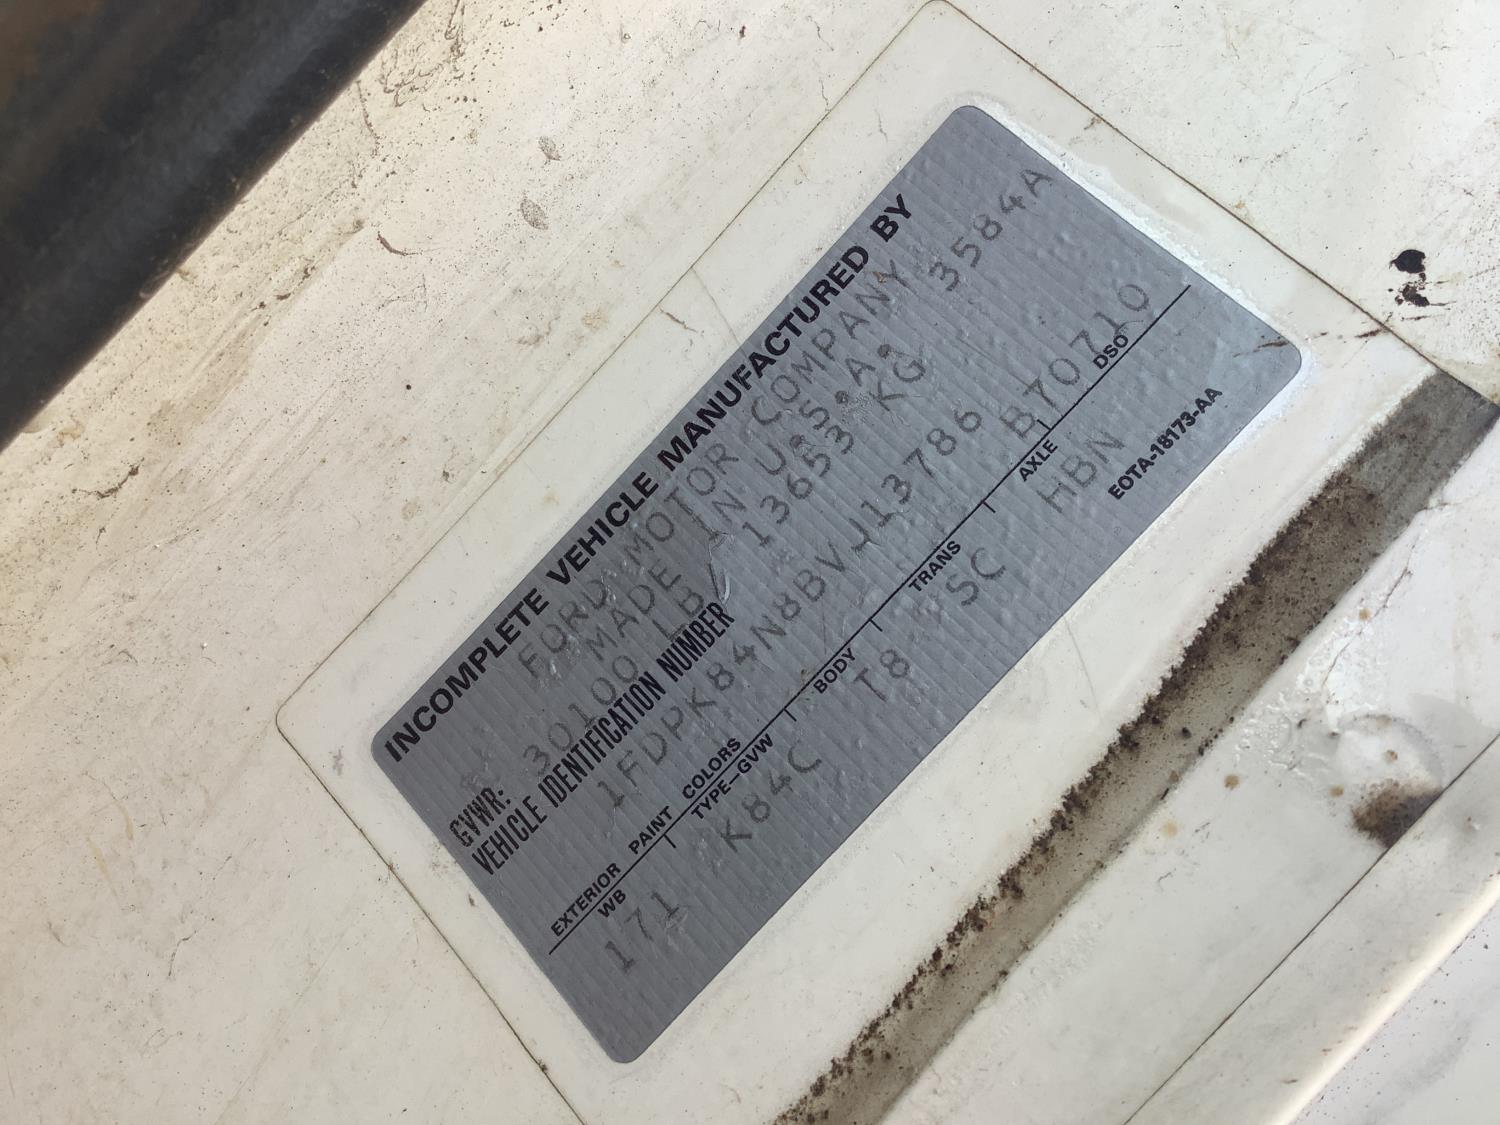 INCOMPLETE VEHICLE MANUFACTURED BY
FORD MOTOR COMPANY 3584A
MADE IN U.S.A.
GVWR: 30100 LB/ 13653 KG
VEHICLE IDENTIFICATION NUMBER
1FDPK84N8BVJ13786
B70710
EXTERIOR PAINT COLORS DSO
WB TYPE-GVW BODY TRANS AXLE
171 K84C T8 5C HBN
EOTA-18173-AA